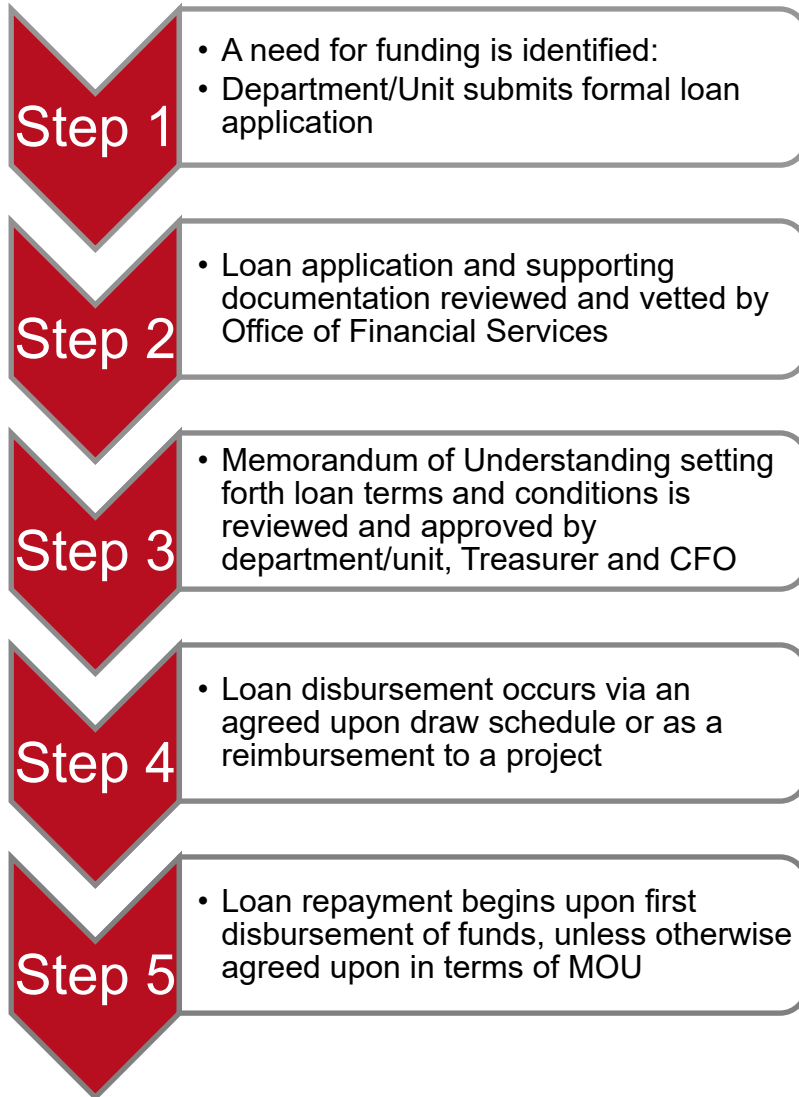 Step 1
• A need for funding is identified:
• Department/Unit submits formal loan
application
Step 2
• Loan application and supporting
documentation reviewed and vetted by
Office of Financial Services
Step 3
• Memorandum of Understanding setting
forth loan terms and conditions is
reviewed and approved by
department/unit, Treasurer and CFO
Step 4
• Loan disbursement occurs via an
agreed upon draw schedule or as a
reimbursement to a project
Step 5
• Loan repayment begins upon first
disbursement of funds, unless otherwise
agreed upon in terms of MOU